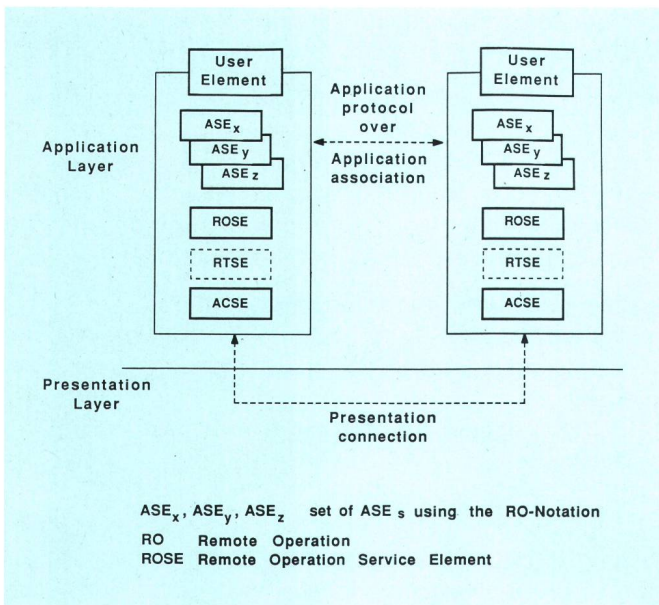 User
Element
User
Element
Application
protocol
over
Application
association
Application
Layer
ASEx
ASEy
ASEz
ROSE
RTSE
ACSE
ASEx
ASEy
ASEz
ROSE
RTSE
ACSE
Presentation
Layer
Presentation
connection
ASEx, ASEy, ASEz set of ASEs using the RO-Notation
RO Remote Operation
ROSE Remote Operation Service Element